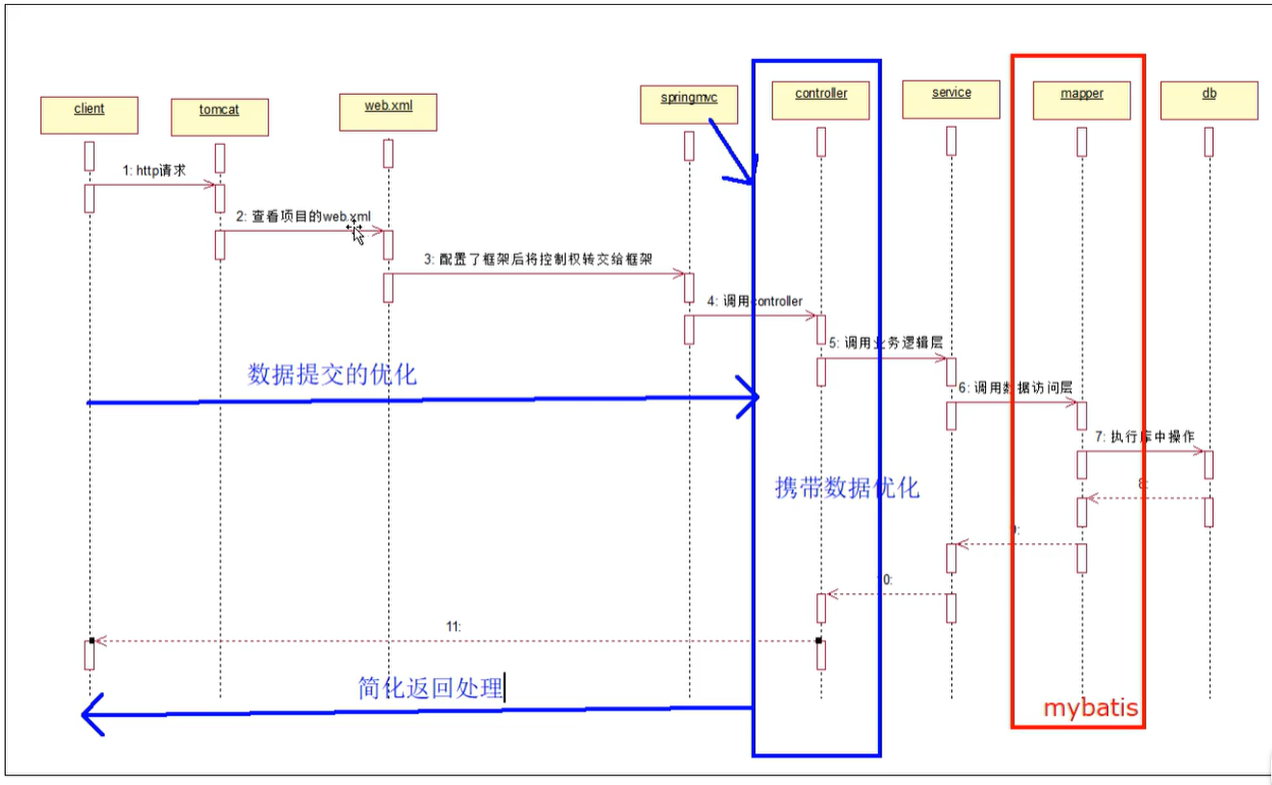 client
tomcat
web.xml
springmvc
controller
service
mapper
db
1: http请求
2: 查看项目的web.xml
3: 配置了框架后将控制权转交给框架
4: 调用controller
5: 调用业务逻辑层
6: 调用数据访问层
数据提交的优化
7: 执行库中操作
携带数据优化
8:
9:
10:
11:
简化返回处理
mybatis